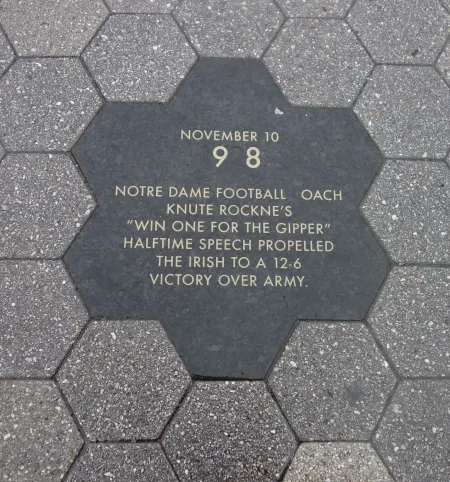 NOVEMBER 10
9 8
NOTRE DAME FOOTBALL OACH
KNUTE ROCKNE'S
"WIN ONE FOR THE GIPPER"
HALFTIME SPEECH PROPELLED
THE IRISH TO A 12-6
VICTORY OVER ARMY.